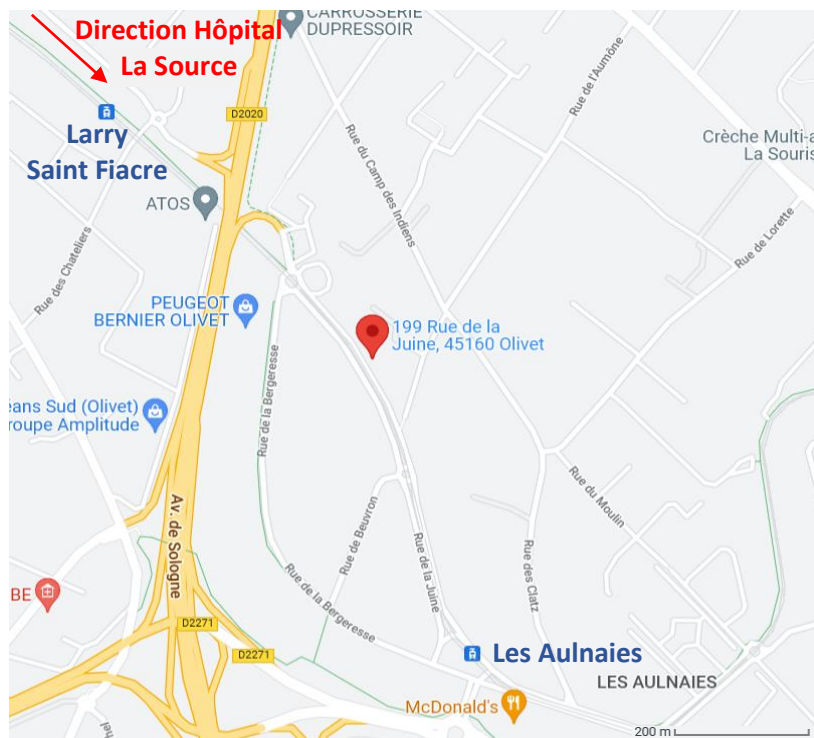 CARROSSERIE
DUPRESSOIR
Direction Hôpital
La Source
D2020
Rue de l'Aumône
Larry
Saint Fiacre
Rue du Camp des Indiens
Crèche Multi-a
La Souris
ATOS
Rue de Lorette
Rue des Chateliers
PEUGEOT
BERNIER OLIVET
199 Rue de la
Juine, 45160 Olivet
Rue de la Bergeresse
éans Sud (Olivet)
roupe Amplitude
Av. de Sologne
Rue de Beuvron
Rue du Moulin
Rue de la Juine
Rue des Clatz
Rue de la Bergeresse
BE
D2271
D2271
Les Aulnaies
LES AULNAIES
McDonald's
hel
200 m